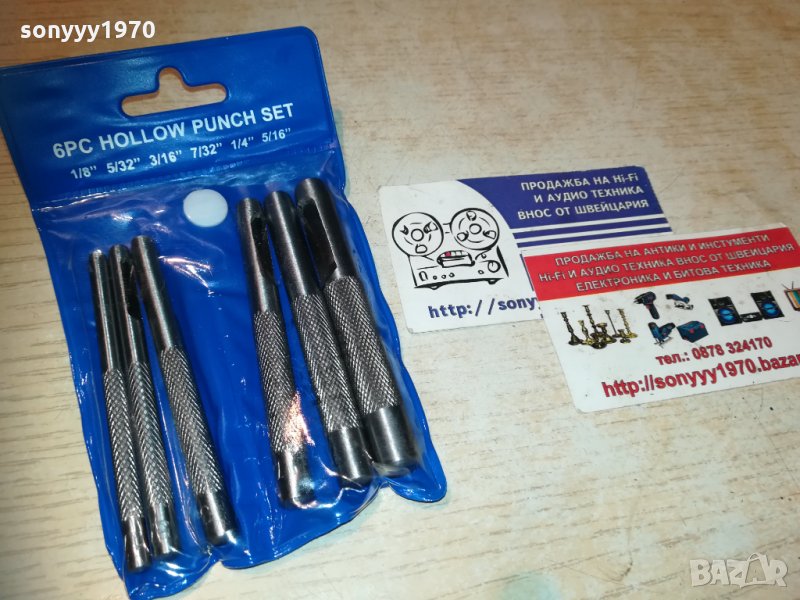 sonyyy1970
6PC HOLLOW PUNCH SET
1/8" 5/32" 3/16" 7/32" 1/4" 5/16"
ПРОДАЖБА НА Hi-Fi
И АУДИО ТЕХНИКА
ВНОС ОТ ШВЕЙЦАРИЯ
http://sony
ПРОДАЖБА НА АНТИКИ И ИНСТУМЕНТИ
Hi-Fi И АУДИО ТЕХНИКА ВНОС ОТ ШВЕЙЦАРИЯ
ЕЛЕКТРОНИКА И БИТОВА ТЕХНИКА
тел.: 0878 324170
http://sonyyy1970.bazar
BAZAR